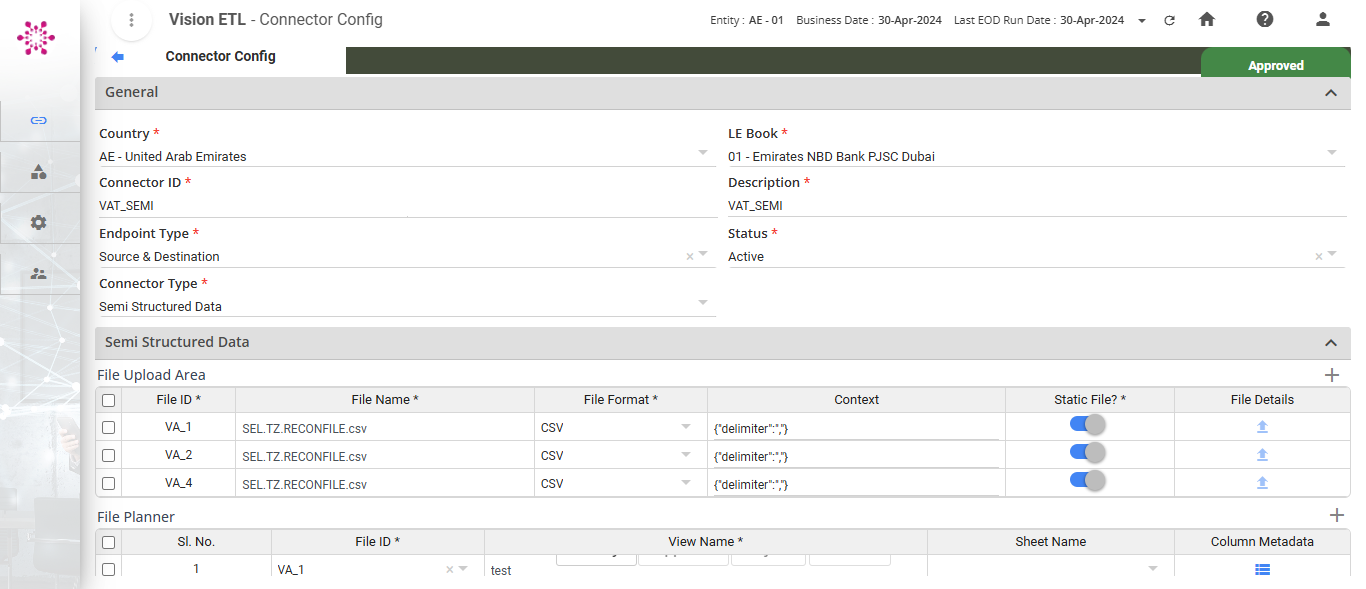 Vision ETL - Connector Config
Entity : AE - 01 Business Date : 30-Apr-2024 Last EOD Run Date : 30-Apr-2024
Connector Config
Approved
General
Country * LE Book *
AE - United Arab Emirates 01 - Emirates NBD Bank PJSC Dubai
Connector ID * Description *
VAT_SEMI VAT_SEMI
Endpoint Type * Status *
Source & Destination × Active ×
Connector Type *
Semi Structured Data
Semi Structured Data
File Upload Area
File ID * File Name * File Format * Context Static File? * File Details
VA_1 SEL.TZ.RECONFILE.csv CSV {"delimiter":","}
VA_2 SEL.TZ.RECONFILE.csv CSV {"delimiter":","}
VA_4 SEL.TZ.RECONFILE.csv CSV {"delimiter":","}
File Planner
Sl. No. File ID * View Name * Sheet Name Column Metadata
1 VA_1 × test